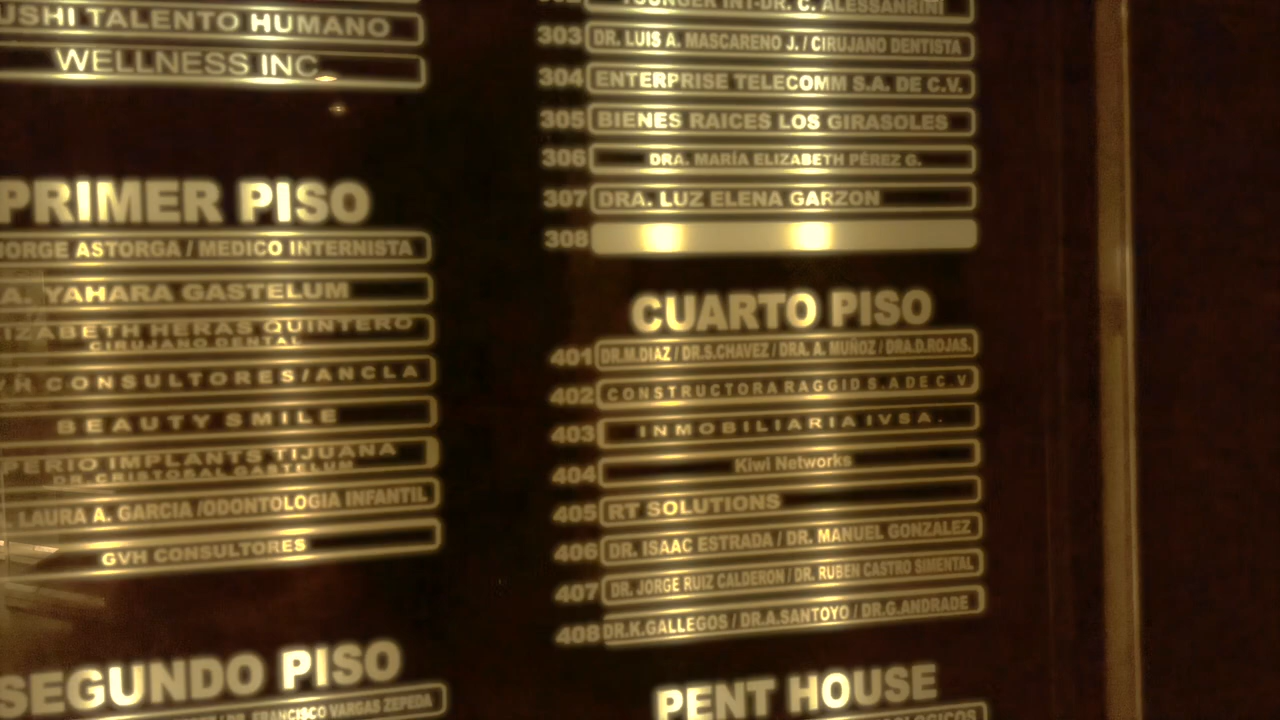 USHI TALENTO HUMANO
WELLNESS INC
PRIMER PISO
JORGE ASTORGA / MEDICO INTERNISTA
A. YAHARA GASTELUM
IZABETH HERAS QUINTERO
CIRUJANO DENTAL
VH CONSULTORES/ANCLA
BEAUTY SMILE
PERIO IMPLANTS TIJUANA
DR. CRISTOBAL GASTELUM
LAURA A. GARCIA /ODONTOLOGIA INFANTIL
GVH CONSULTORES
SEGUNDO PISO
DR. FRANCISCO VARGAS ZEPEDA
YOUNGER INT-DR. C. ALESSANRINI
303 DR. LUIS A. MASCARENO J. / CIRUJANO DENTISTA
304 ENTERPRISE TELECOMM S.A. DE C.V.
305 BIENES RAICES LOS GIRASOLES
306 DRA. MARÍA ELIZABETH PÉREZ G.
307 DRA. LUZ ELENA GARZON
308
CUARTO PISO
401 DR.M.DIAZ / DR.S.CHAVEZ / DRA. A. MUÑOZ / DRA.D.ROJAS.
402 CONSTRUCTORA RAGGID S.A DE C.V
403 INMOBILIARIA IVSA.
404 Kiwi Networks
405 RT SOLUTIONS
406 DR. ISAAC ESTRADA / DR. MANUEL GONZALEZ
407 DR. JORGE RUIZ CALDERON / DR. RUBEN CASTRO SIMENTAL
408 DR.K.GALLEGOS / DR.A.SANTOYO / DR.G.ANDRADE
PENT HOUSE